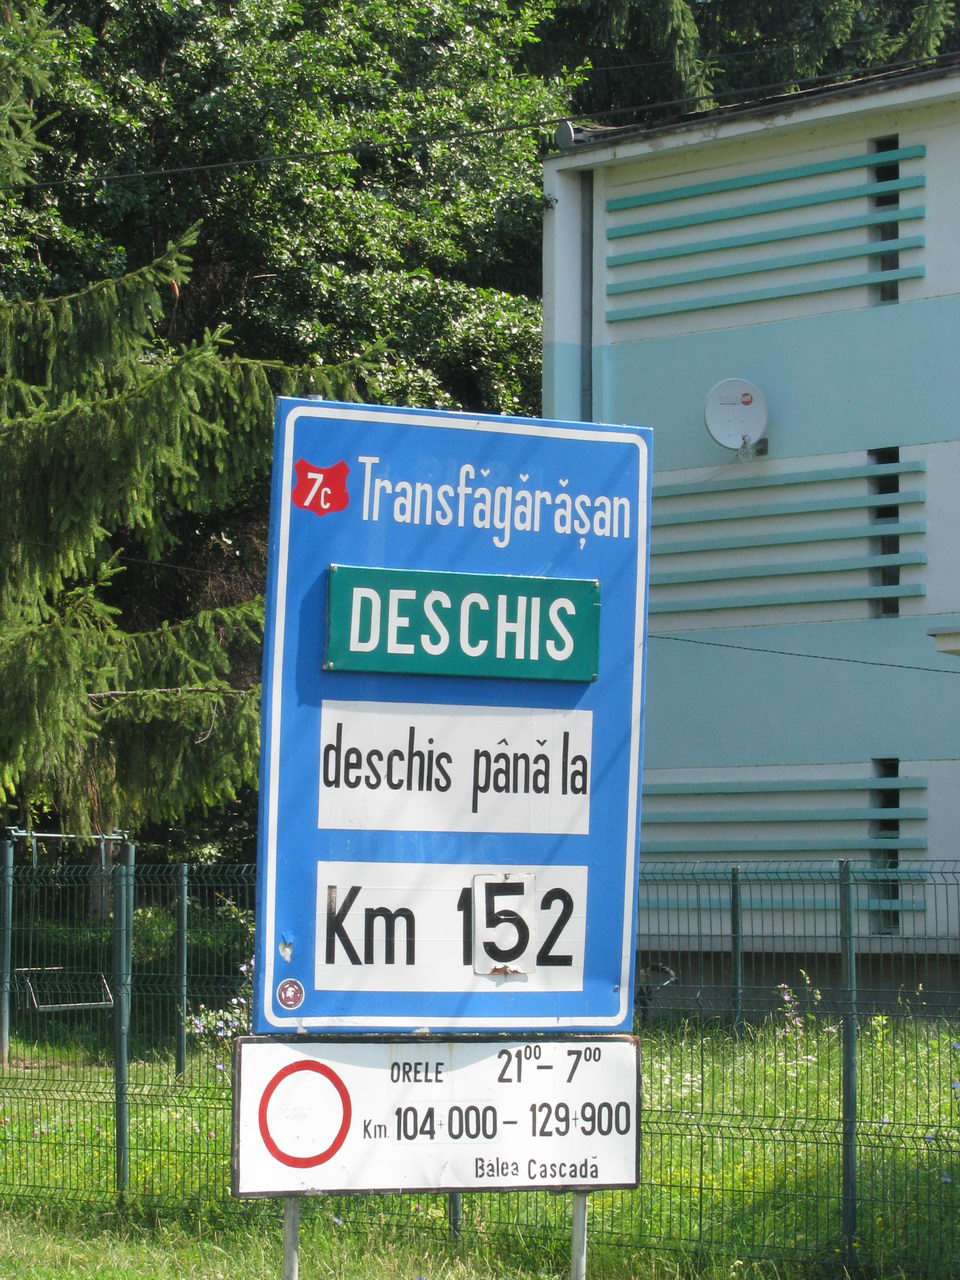 7c Transfăgărășan
DESCHIS
deschis până la
Km 152
ORELE 21⁰⁰ – 7⁰⁰
Km. 104+000 – 129+900
Bâlea Cascadă